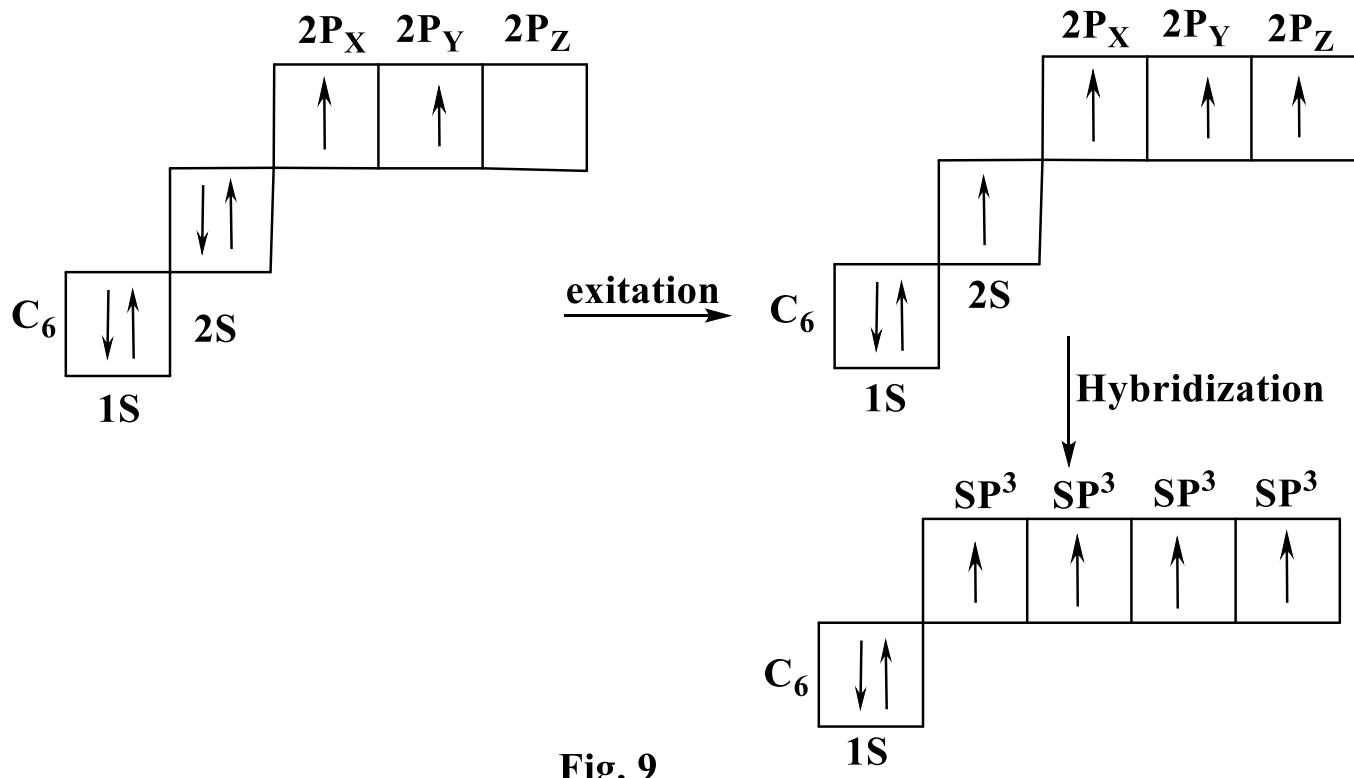 2PX 2PY 2PZ
C6
2S
1S
exitation
2PX 2PY 2PZ
C6
2S
1S
Hybridization
SP3 SP3 SP3 SP3
C6
1S
Fig. 9